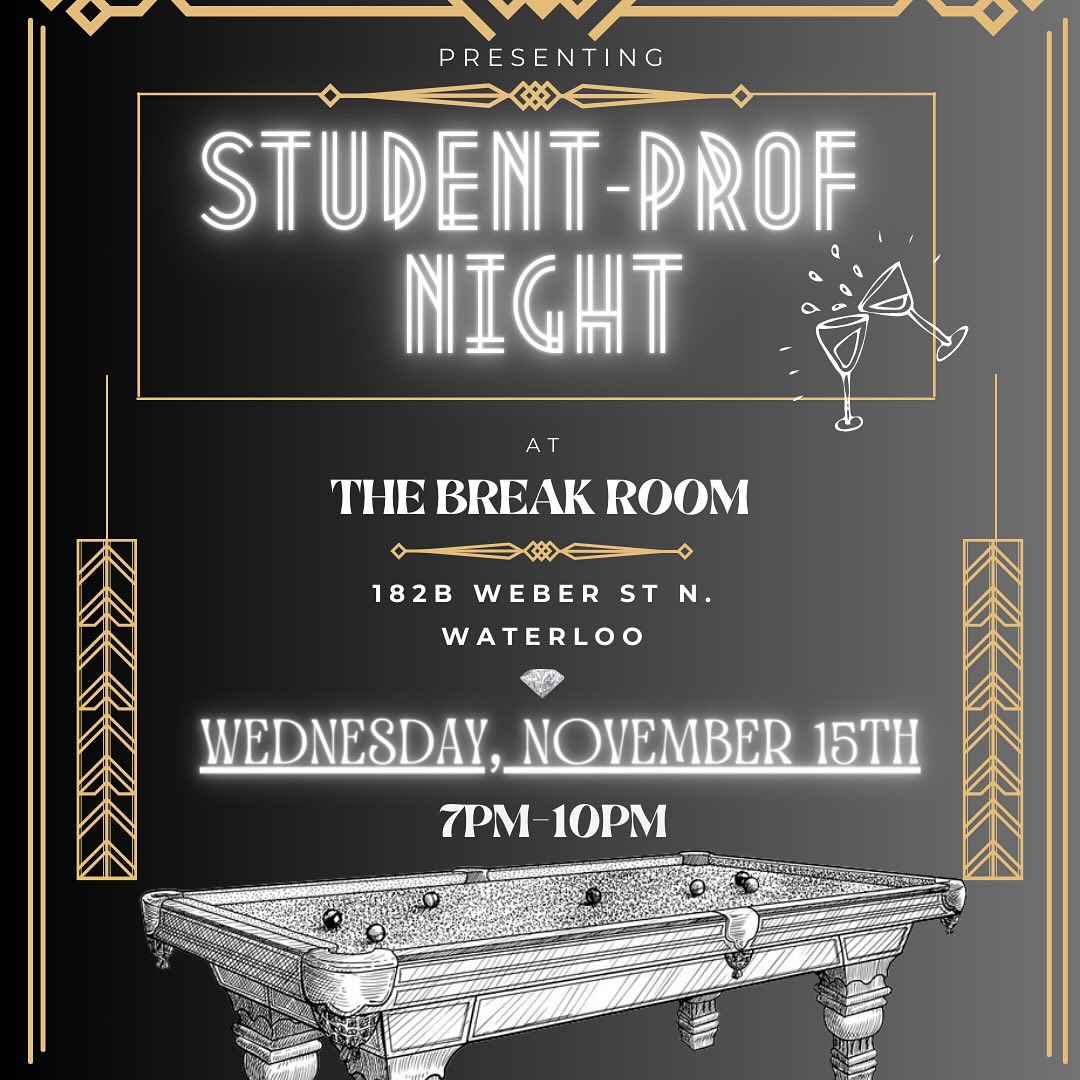 PRESENTING
STUDENT-PROF
NIGHT
AT
THE BREAK ROOM
182B WEBER ST N.
WATERLOO
WEDNESDAY, NOVEMBER 15TH
7PM-10PM